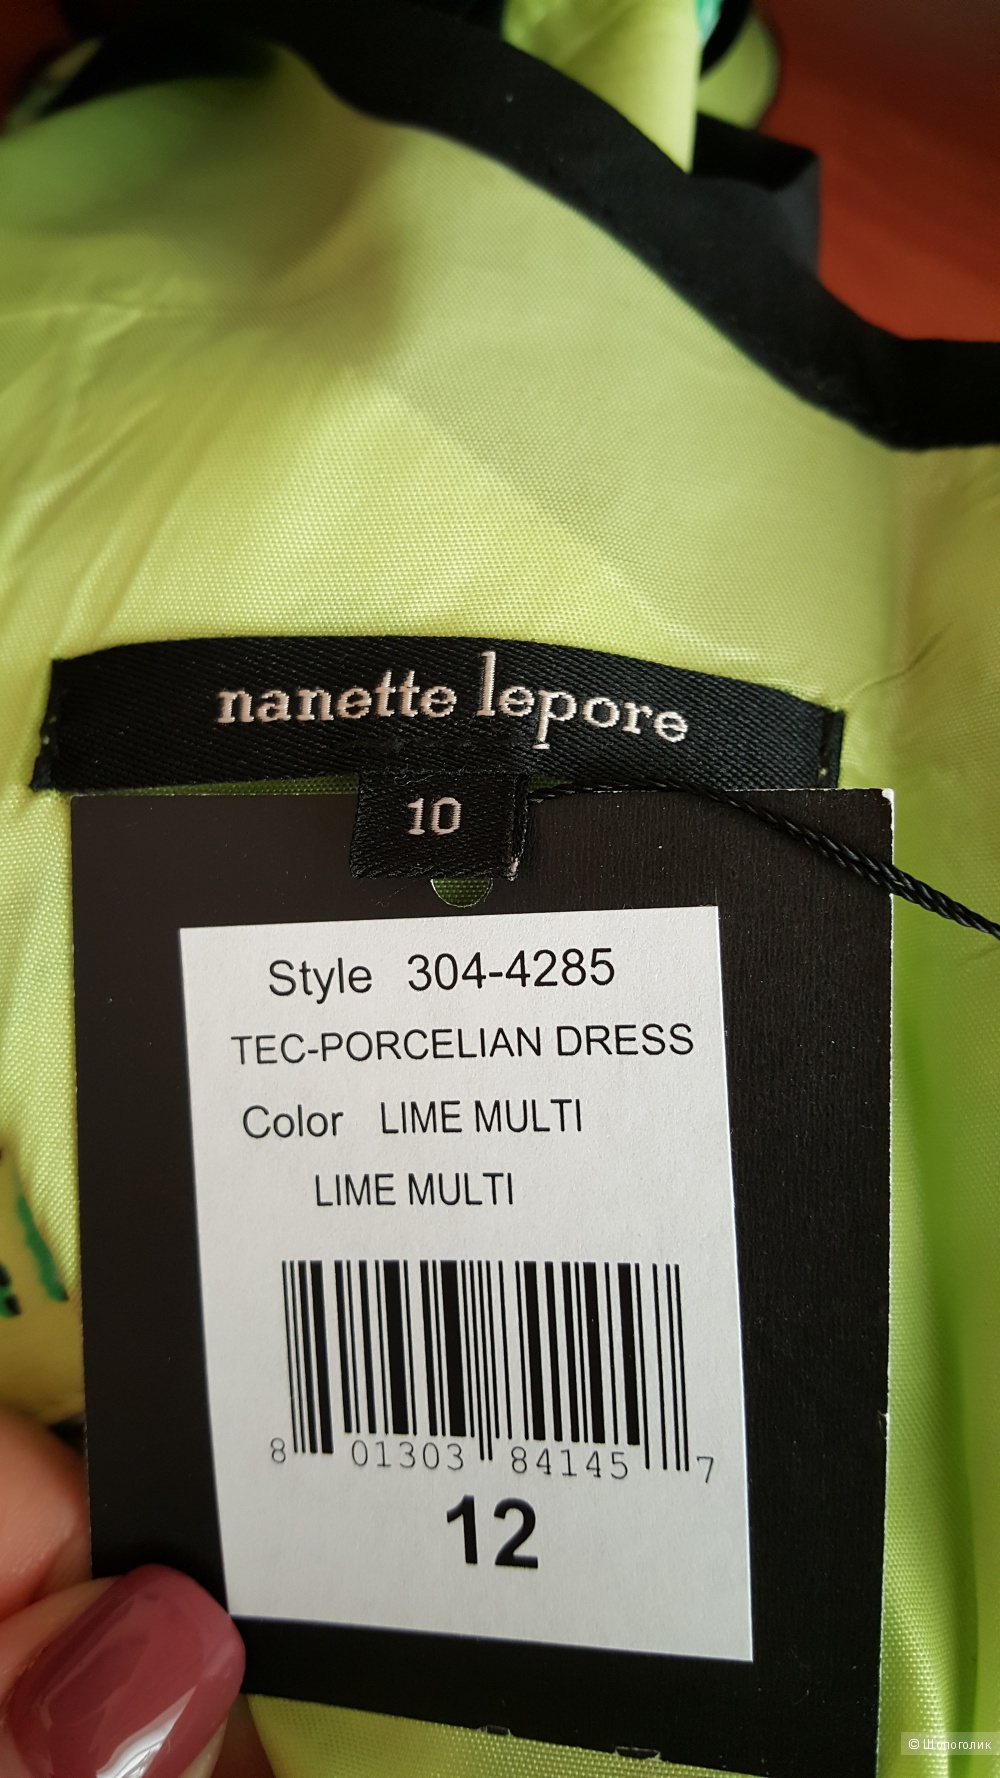 nanette lepore
10
Style 304-4285
TEC-PORCELIAN DRESS
Color LIME MULTI
LIME MULTI
8 01303 84145 7
12
© Шопоголик